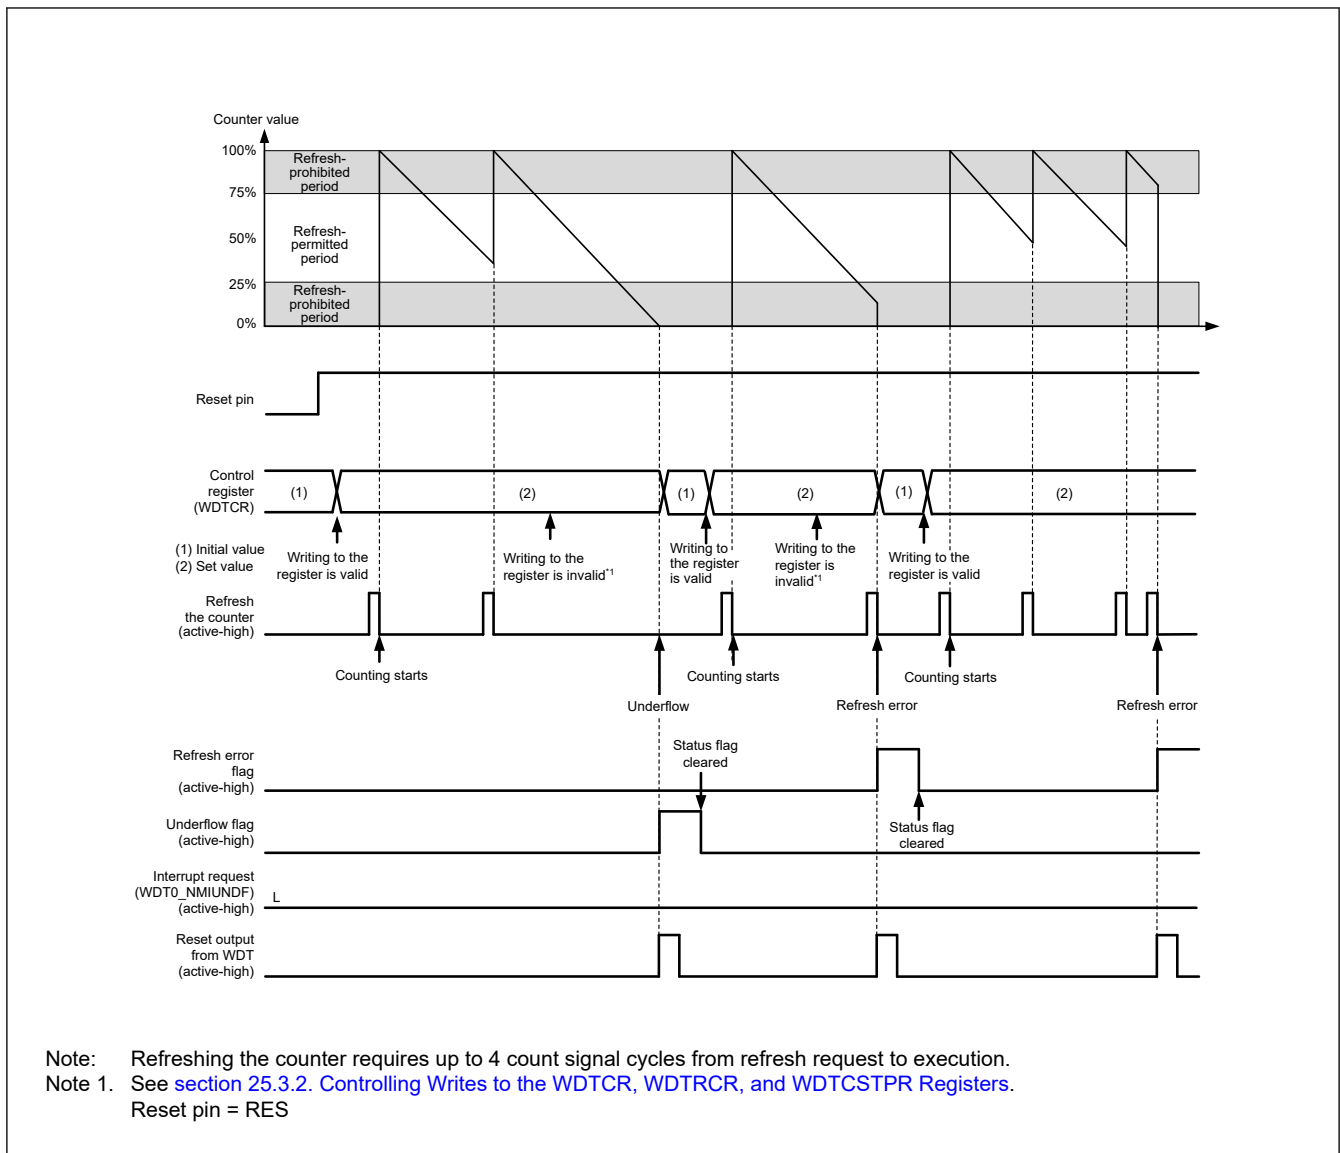 Counter value
100%
Refresh-
prohibited
period
75%
Refresh-
permitted
period
50%
25%
Refresh-
prohibited
period
0%
Reset pin
Control
register
(WDTCR)
(1)
(2)
(1)
(2)
(1)
(2)
(1) Initial value
(2) Set value
Writing to the
register is valid
Writing to the
register is invalid*1
Writing to
the register
is valid
Writing to the
register is
invalid*1
Writing to the
register is valid
Refresh
the counter
(active-high)
Counting starts
Counting starts
Counting starts
Underflow
Refresh error
Refresh error
Refresh error
flag
(active-high)
Status flag
cleared
Underflow flag
(active-high)
Status flag
cleared
Interrupt request
(WDT0_NMIUNDF)
(active-high)
L
Reset output
from WDT
(active-high)
Note: Refreshing the counter requires up to 4 count signal cycles from refresh request to execution.
Note 1. See section 25.3.2. Controlling Writes to the WDTCR, WDTRCR, and WDTCSTPR Registers.
Reset pin = RES